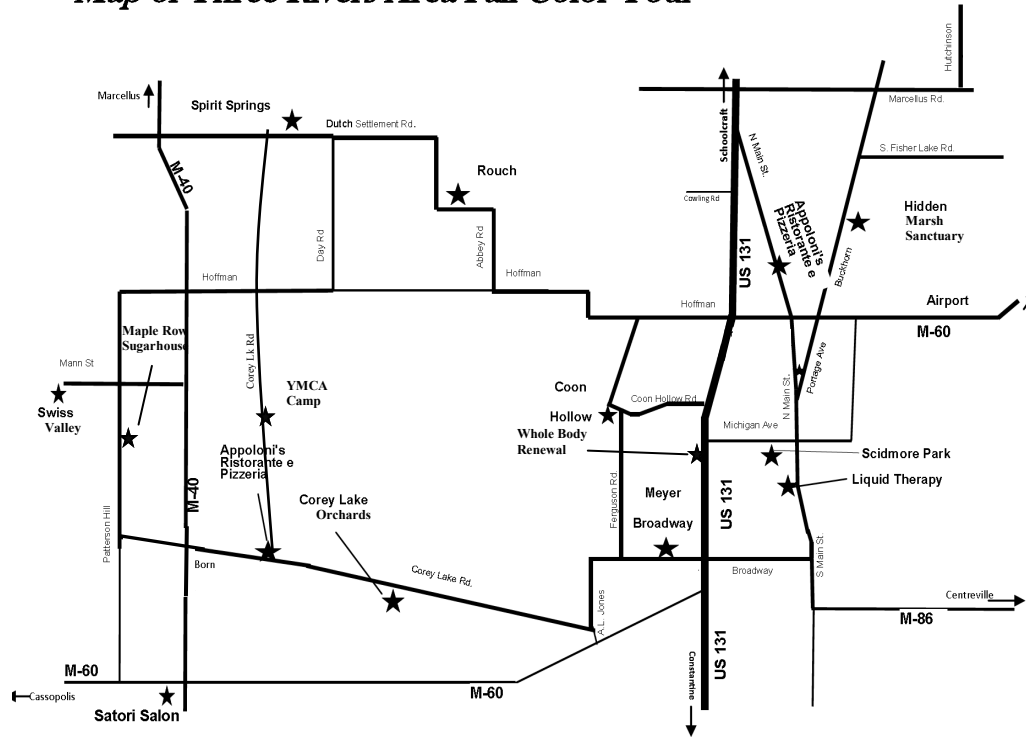 Map of Three Rivers Area Fall Color Tour
Hutchinson
Marcellus
Spirit Springs
Dutch Settlement Rd.
Marcellus Rd.
Schoolcraft
N Main St.
S. Fisher Lake Rd.
M-40
Rouch
Cowling Rd
Appoloni's
Ristorante e
Pizzeria
Hidden
Marsh
Sanctuary
Day Rd
Abbey Rd
US 131
Buckhorn
Hoffman
Hoffman
Hoffman
Airport
M-60
Maple Row
Sugarhouse
Corey Lk Rd
Mann St
YMCA
Camp
Coon
Hollow
Coon Hollow Rd
N Main St.
Portage Ave
Swiss
Valley
Michigan Ave
Whole Body
Renewal
Appoloni's
Ristorante e
Pizzeria
Scidmore Park
Liquid Therapy
M-40
Corey Lake
Orchards
Ferguson Rd.
Meyer
Broadway
US 131
Patterson Hill
Born
Corey Lake Rd.
Broadway
S Main St.
A.L. Jones
Centreville
M-86
US 131
Constantine
M-60
M-60
Cassopolis
Satori Salon